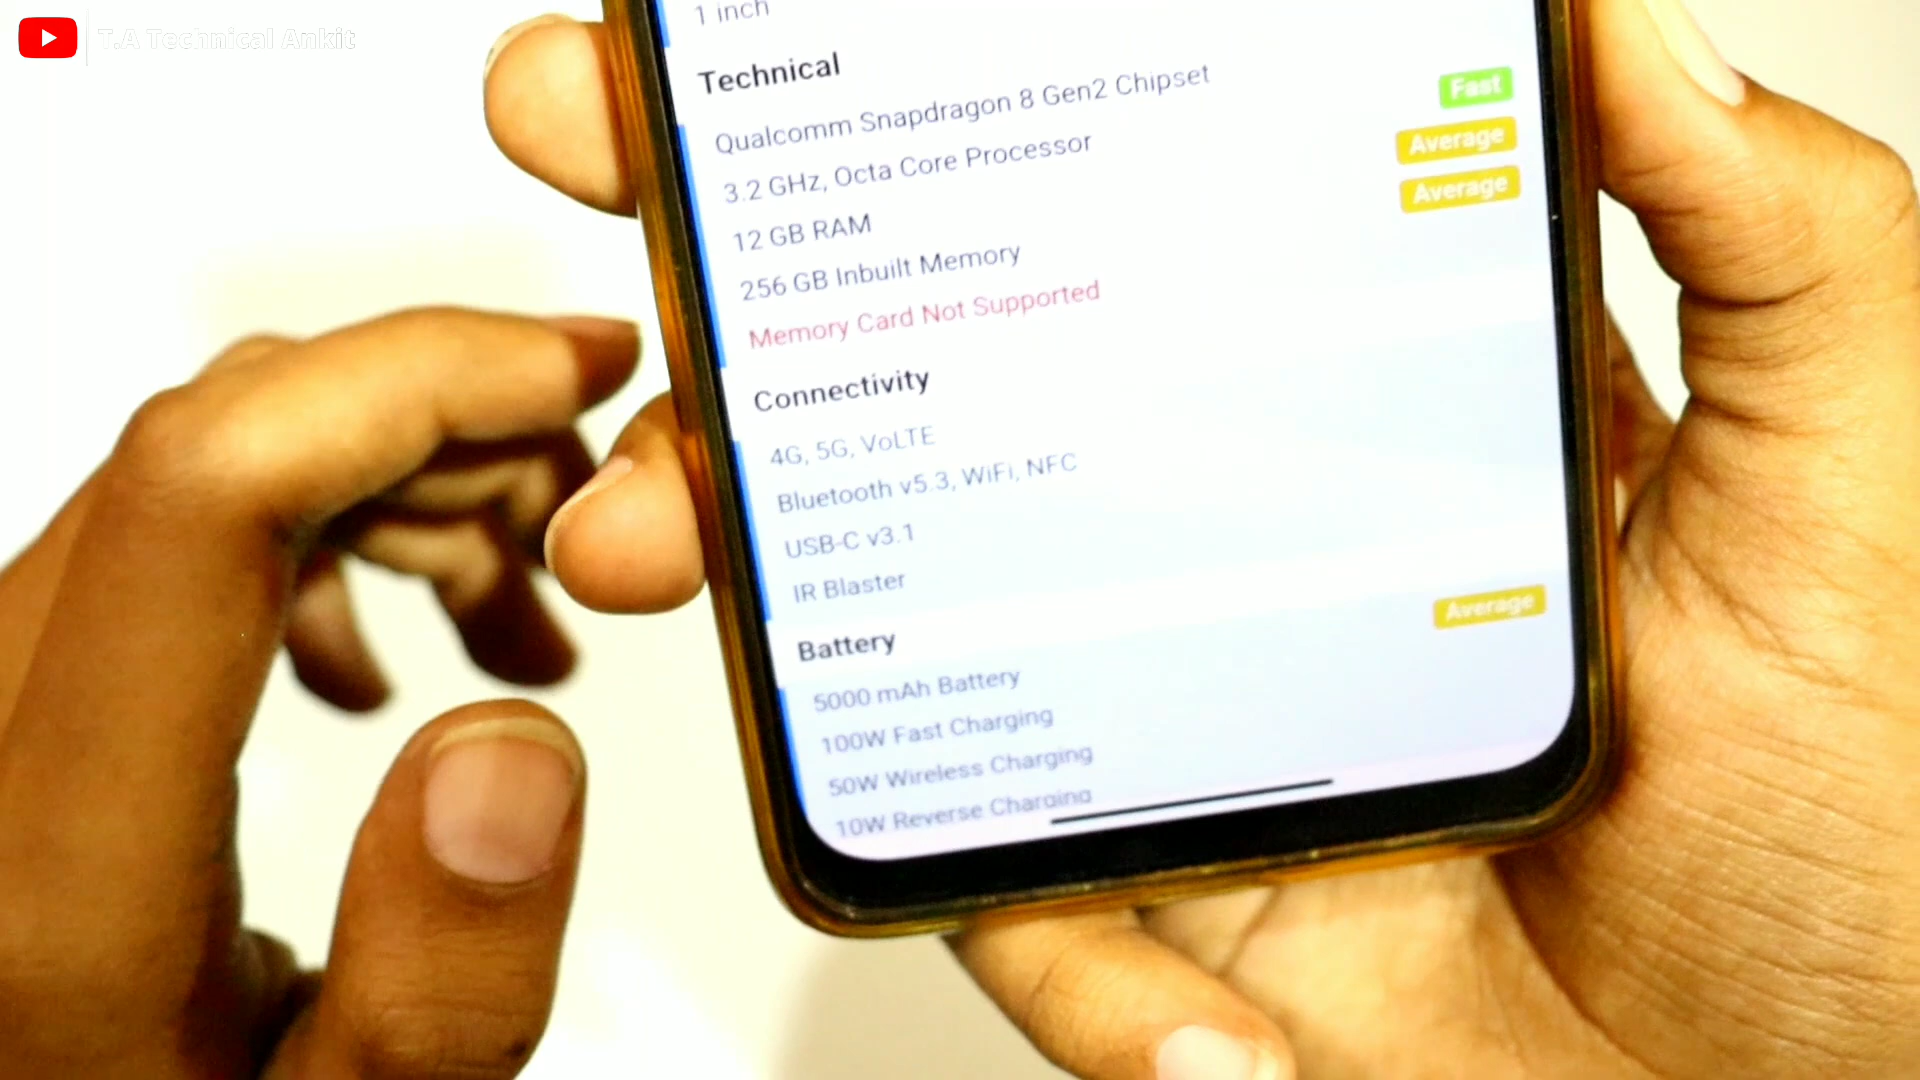 T.A Technical Ankit
1 inch
Technical
Qualcomm Snapdragon 8 Gen2 Chipset
Fast
3.2 GHz, Octa Core Processor
Average
12 GB RAM
Average
256 GB Inbuilt Memory
Memory Card Not Supported
Connectivity
4G, 5G, VoLTE
Bluetooth v5.3, WiFi, NFC
USB-C v3.1
IR Blaster
Battery
Average
5000 mAh Battery
100W Fast Charging
50W Wireless Charging
10W Reverse Charging